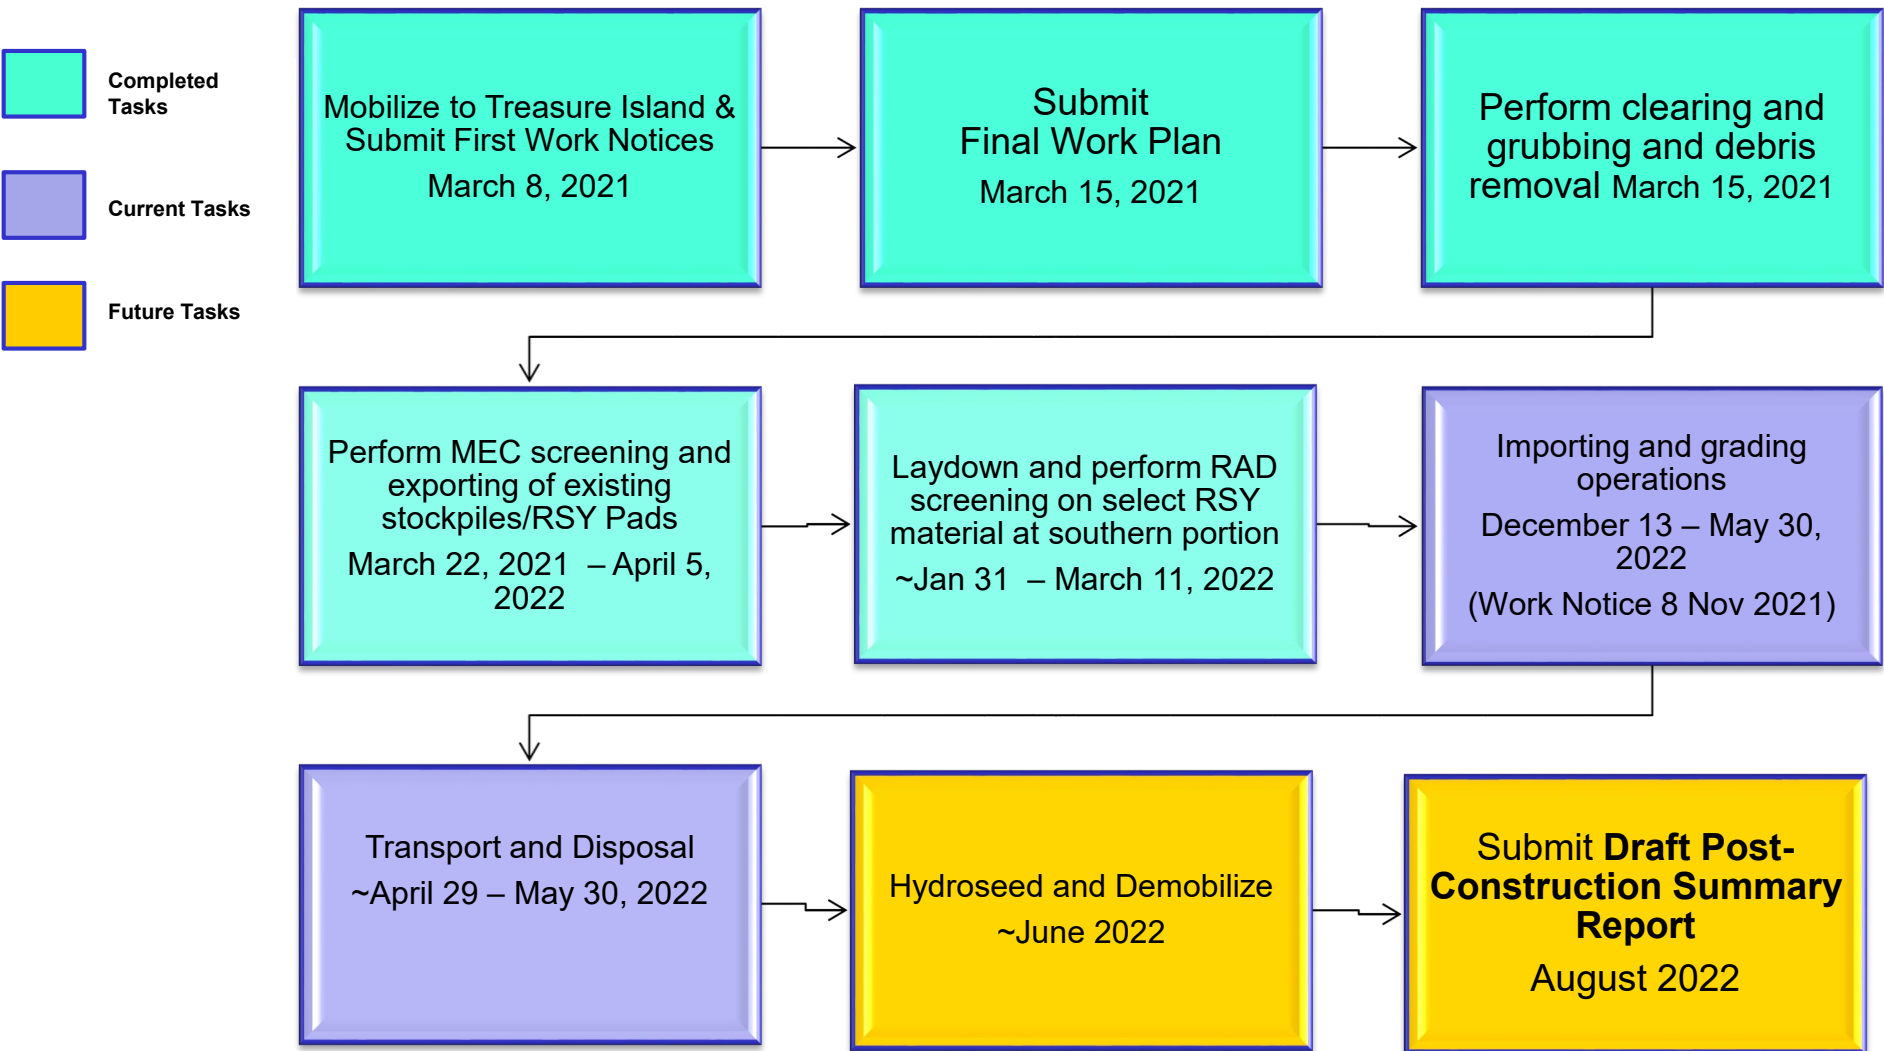 Completed
Tasks
Current Tasks
Future Tasks
Mobilize to Treasure Island &
Submit First Work Notices
March 8, 2021
Submit
Final Work Plan
March 15, 2021
Perform clearing and
grubbing and debris
removal March 15, 2021
Perform MEC screening and
exporting of existing
stockpiles/RSY Pads
March 22, 2021 – April 5,
2022
Laydown and perform RAD
screening on select RSY
material at southern portion
~Jan 31 – March 11, 2022
Importing and grading
operations
December 13 – May 30,
2022
(Work Notice 8 Nov 2021)
Transport and Disposal
~April 29 – May 30, 2022
Hydroseed and Demobilize
~June 2022
Submit Draft Post-
Construction Summary
Report
August 2022